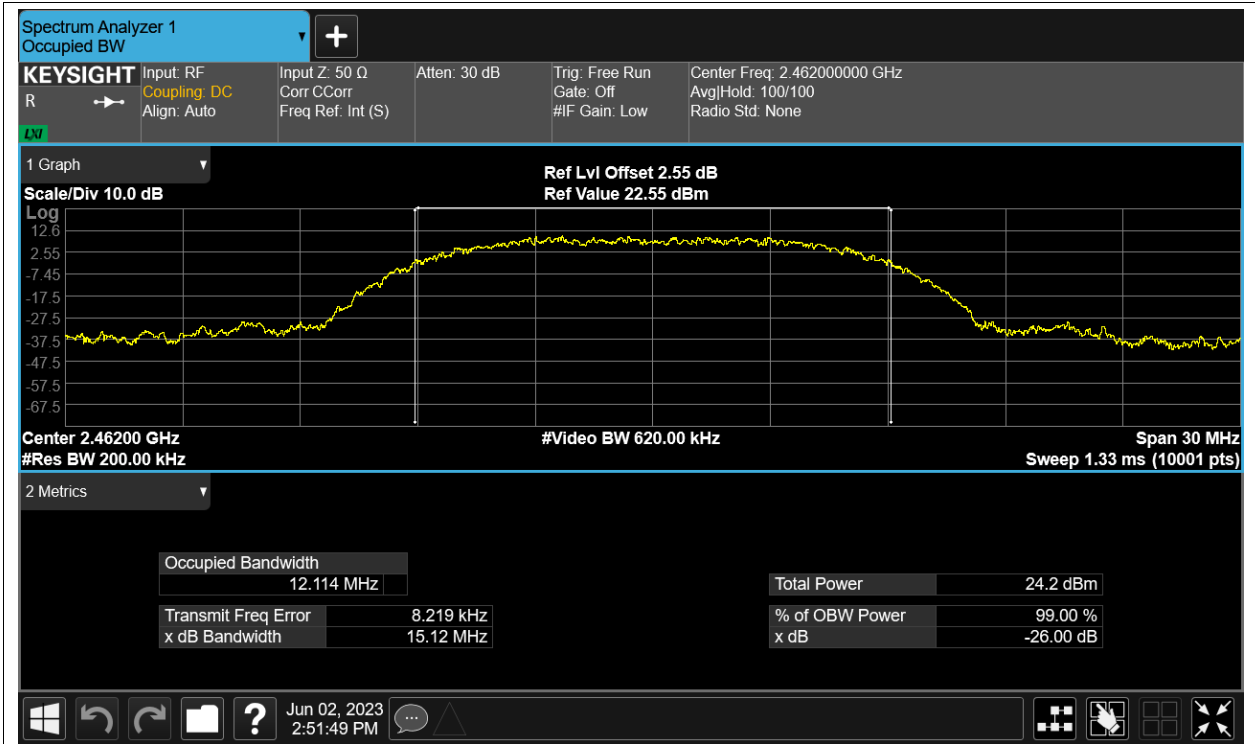 Spectrum Analyzer 1
Occupied BW
KEYSIGHT
R
LXI
Input: RF
Coupling: DC
Align: Auto
Input Z: 50 Ω
Corr CCorr
Freq Ref: Int (S)
Atten: 30 dB
Trig: Free Run
Gate: Off
#IF Gain: Low
Center Freq: 2.462000000 GHz
Avg|Hold: 100/100
Radio Std: None
1 Graph
Scale/Div 10.0 dB
Ref Lvl Offset 2.55 dB
Ref Value 22.55 dBm
Log
12.6
2.55
-7.45
-17.5
-27.5
-37.5
-47.5
-57.5
-67.5
Center 2.46200 GHz
#Video BW 620.00 kHz
Span 30 MHz
#Res BW 200.00 kHz
Sweep 1.33 ms (10001 pts)
2 Metrics
Occupied Bandwidth
12.114 MHz
Total Power 24.2 dBm
Transmit Freq Error 8.219 kHz
% of OBW Power 99.00 %
x dB Bandwidth 15.12 MHz
x dB -26.00 dB
?
Jun 02, 2023
2:51:49 PM